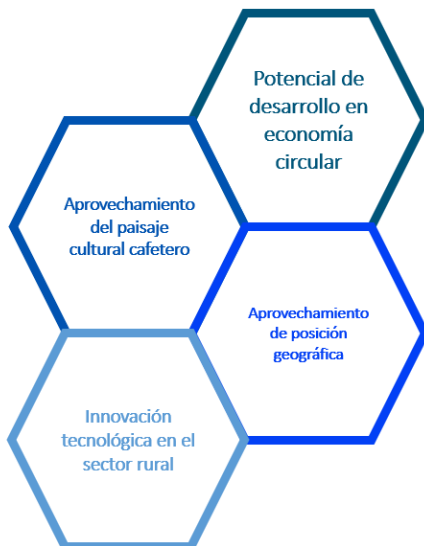 Potencial de
desarrollo en
economía
circular
Aprovechamiento
del paisaje
cultural cafetero
Aprovechamiento
de posición
geográfica
Innovación
tecnológica en el
sector rural